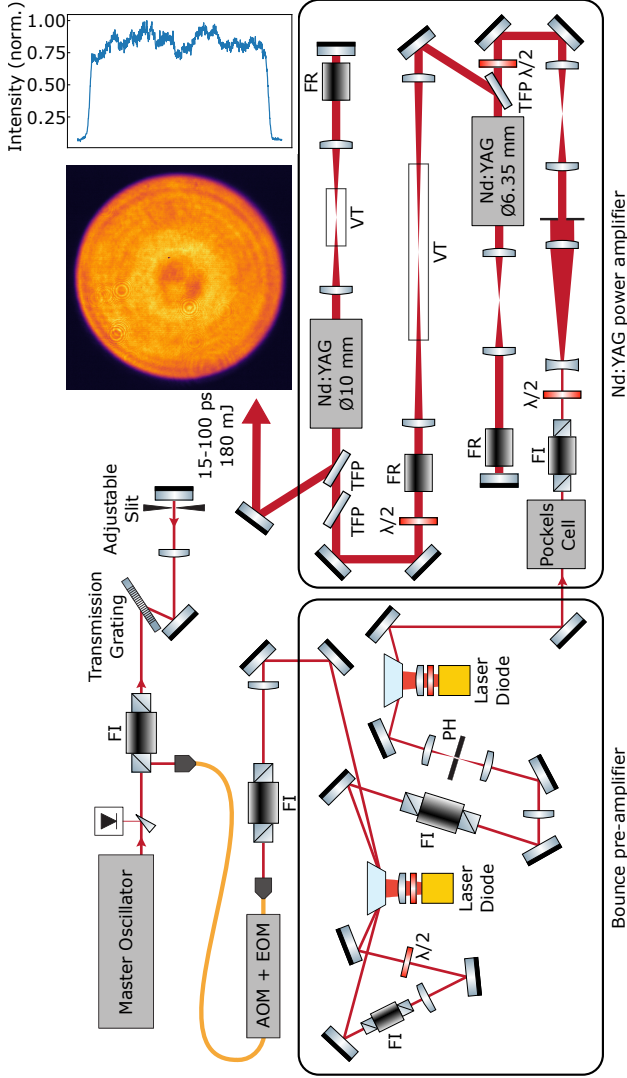 Master Oscillator
FI
Transmission
Grating
Adjustable
Slit
15-100 ps
180 mJ
Intensity (norm.)
1.00
0.75
0.50
0.25
AOM + EOM
FI
FI
λ/2
Laser
Diode
FI
PH
Laser
Diode
Bounce pre-amplifier
TFP
TFP
Nd:YAG
Ø10 mm
VT
FR
λ/2
FR
VT
FR
Nd:YAG
Ø6.35 mm
TFP
λ/2
Pockels
Cell
FI
λ/2
Nd:YAG power amplifier